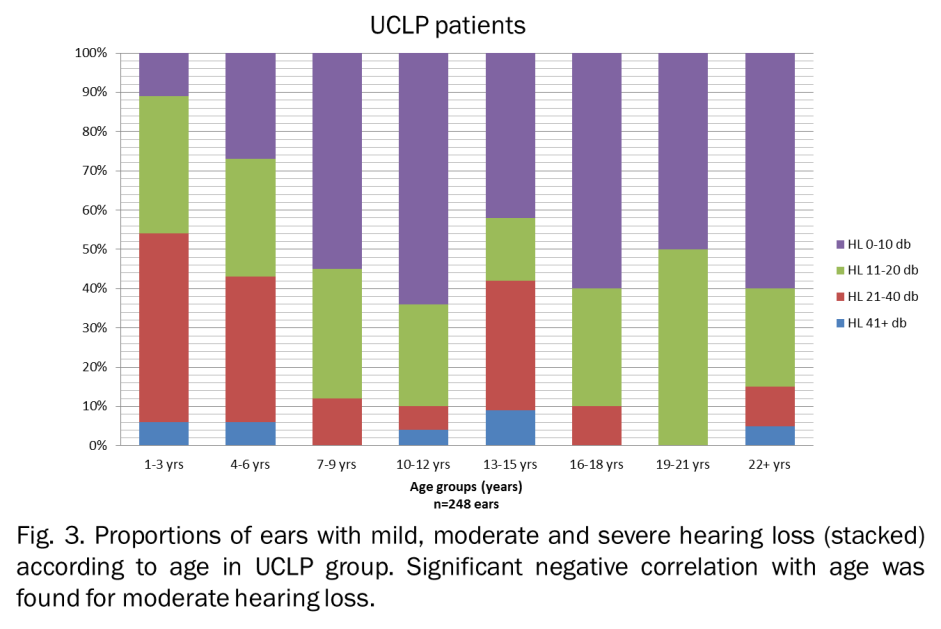 UCLP patients
100%
90%
80%
70%
60%
50%
40%
30%
20%
10%
0%
HL 0-10 db
HL 11-20 db
HL 21-40 db
HL 41+ db
1-3 yrs 4-6 yrs 7-9 yrs 10-12 yrs 13-15 yrs 16-18 yrs 19-21 yrs 22+ yrs
Age groups (years)
n=248 ears
Fig. 3. Proportions of ears with mild, moderate and severe hearing loss (stacked)
according to age in UCLP group. Significant negative correlation with age was
found for moderate hearing loss.